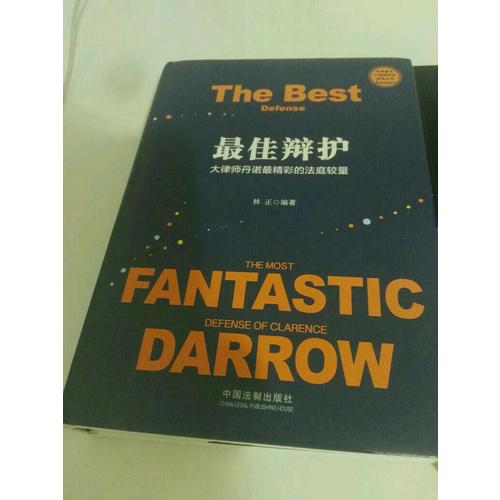 The Best
Defense
最佳辩护
大律师丹诺最精彩的法庭较量
林 正◎编著
THE MOST
FANTASTIC
DEFENSE OF CLARENCE
DARROW
中国法制出版社
CHINA LEGAL PUBLISHING HOUSE